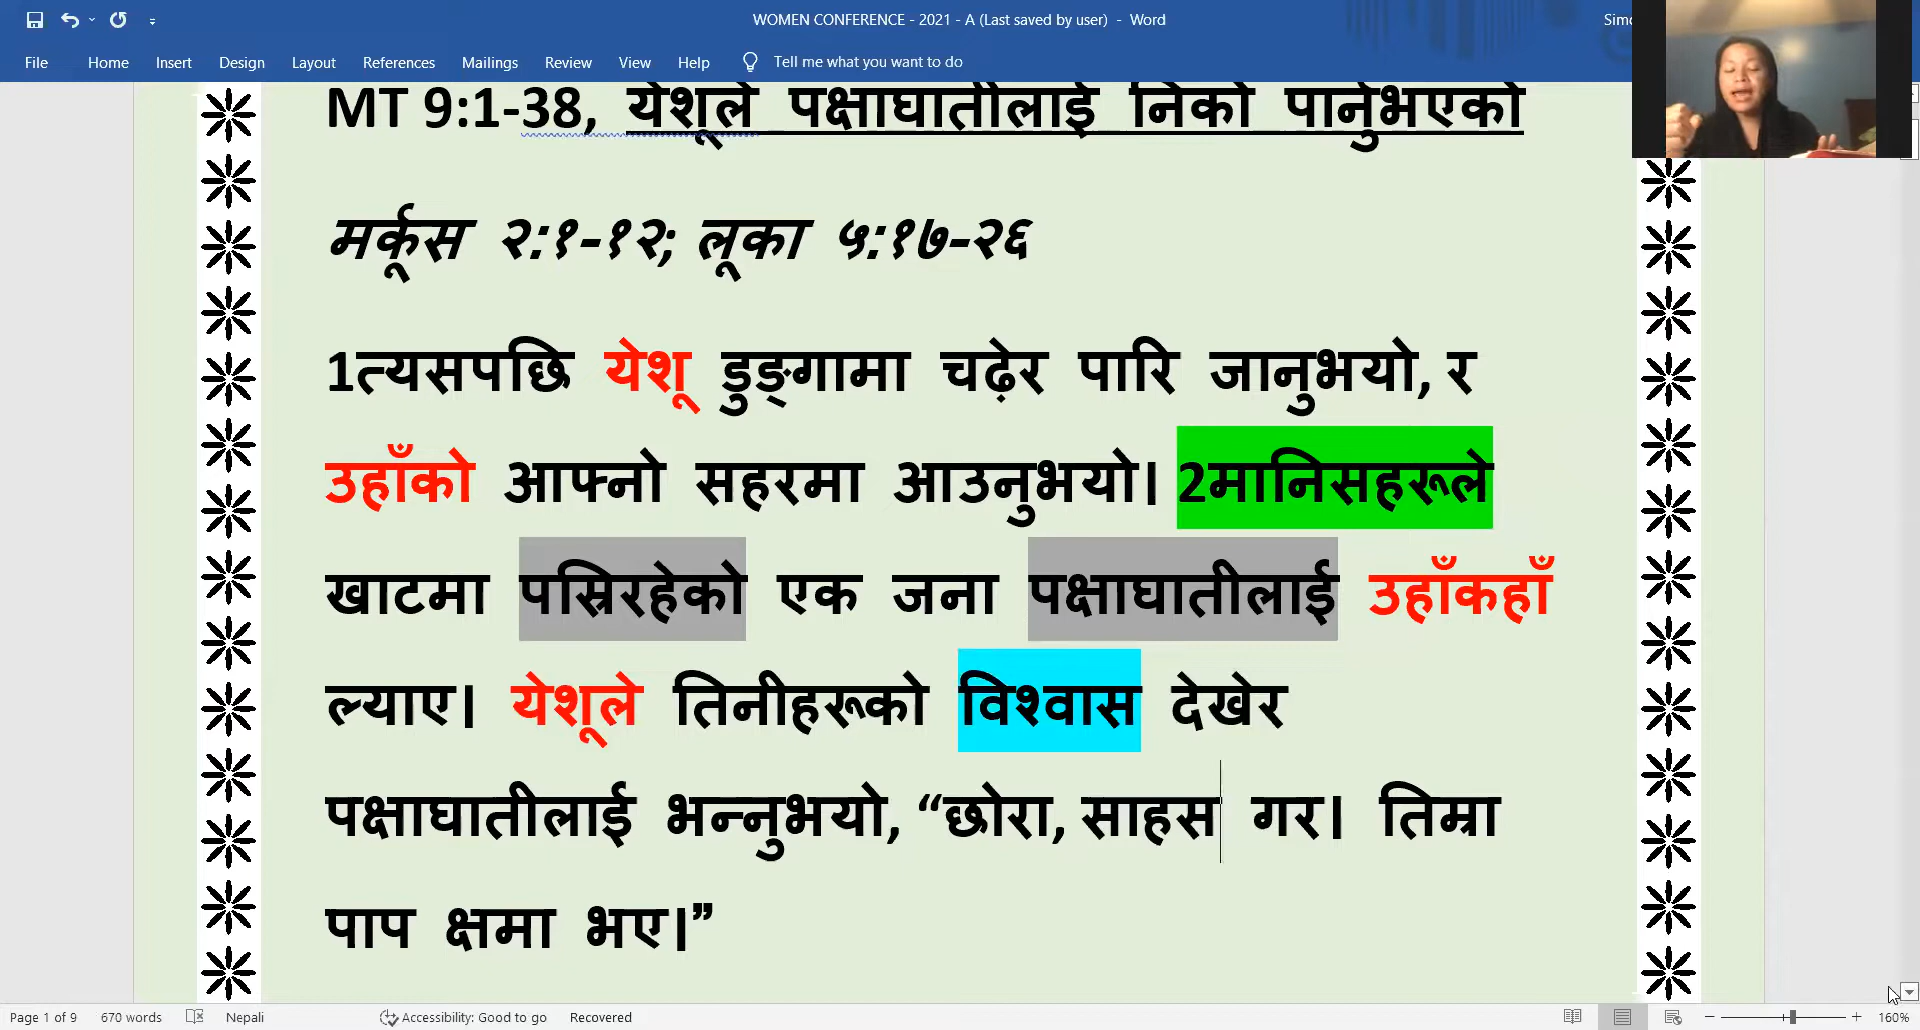 WOMEN CONFERENCE - 2021 - A (Last saved by user) - Word
File Home Insert Design Layout References Mailings Review View Help Tell me what you want to do
MT 9:1-38, येशूले पक्षाघातीलाई निको पार्नुभएको
मर्कूस २:१-१२; लूका ५:१७-२६
1त्यसपछि येशू डुङ्गामा चढ़ेर पारि जानुभयो, र
उहाँको आफ्नो सहरमा आउनुभयो। 2मानिसहरूले
खाटमा पस्रिरहेको एक जना पक्षाघातीलाई उहाँकहाँ
ल्याए। येशूले तिनीहरूको विश्वास देखेर
पक्षाघातीलाई भन्नुभयो, “छोरा, साहस गर। तिम्रा
पाप क्षमा भए।”
Page 1 of 9 670 words Nepali Accessibility: Good to go Recovered 160%